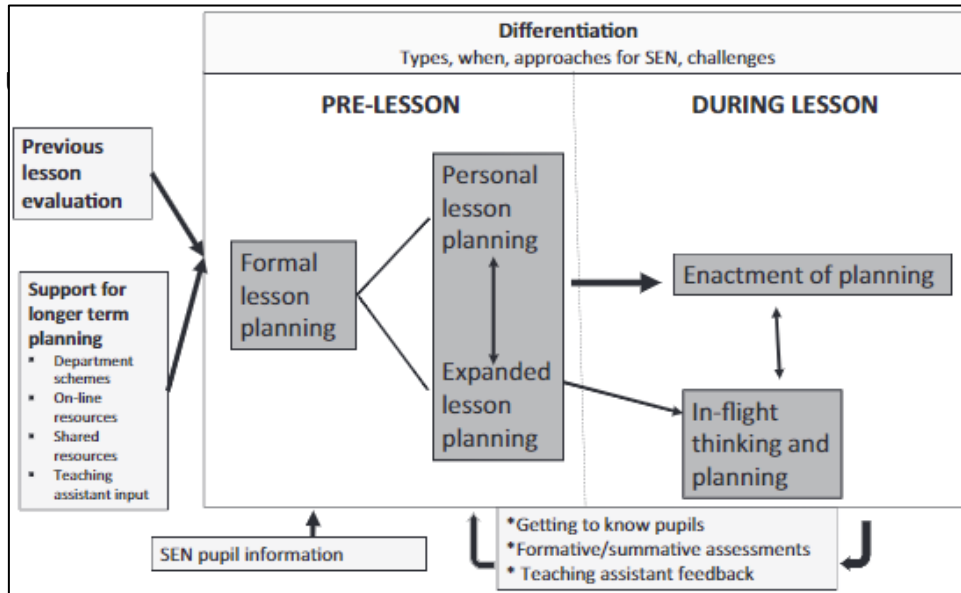 Differentiation
Types, when, approaches for SEN, challenges
PRE-LESSON
DURING LESSON
Previous
lesson
evaluation
Support for
longer term
planning
▪ Department
schemes
▪ On-line
resources
▪ Shared
resources
▪ Teaching
assistant input
Formal
lesson
planning
Personal
lesson
planning
Expanded
lesson
planning
Enactment of planning
In-flight
thinking and
planning
SEN pupil information
*Getting to know pupils
*Formative/summative assessments
* Teaching assistant feedback